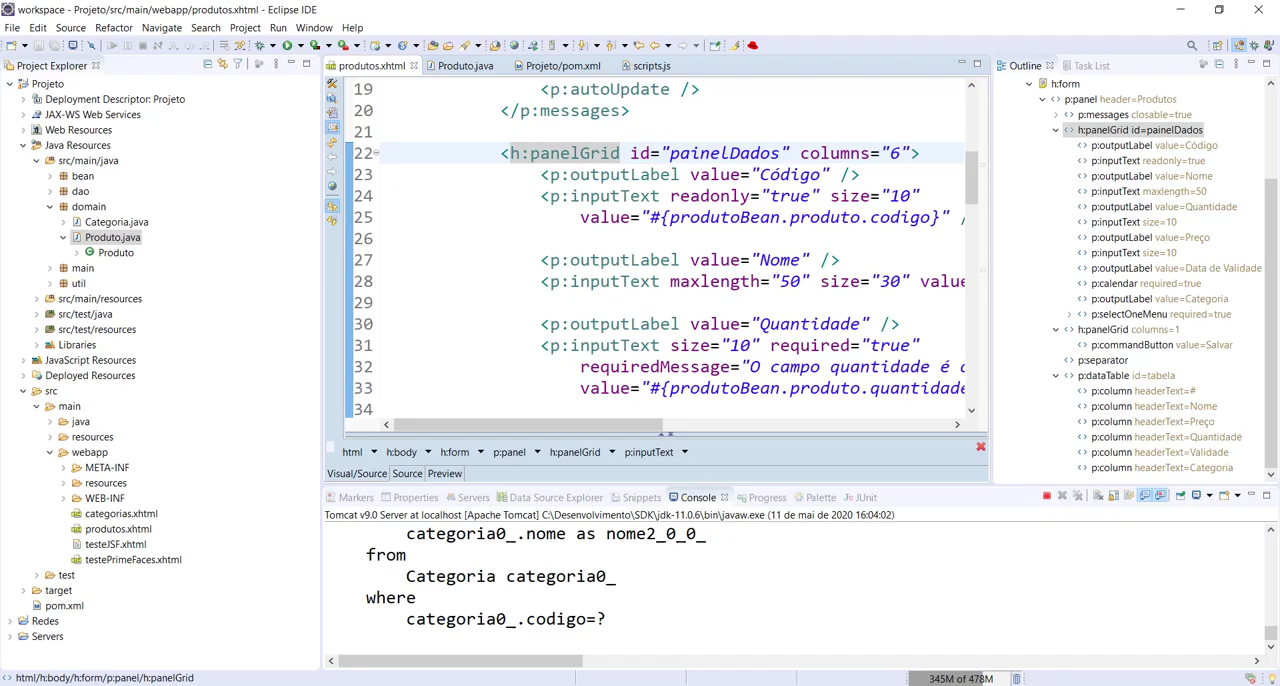 workspace - Projeto/src/main/webapp/produtos.xhtml - Eclipse IDE
File Edit Source Refactor Navigate Search Project Run Window Help
Project Explorer
Projeto
Deployment Descriptor: Projeto
JAX-WS Web Services
Web Resources
Java Resources
src/main/java
bean
dao
domain
Categoria.java
Produto.java
Produto
main
util
src/main/resources
src/test/java
src/test/resources
Libraries
JavaScript Resources
Deployed Resources
src
main
java
resources
webapp
META-INF
resources
WEB-INF
categorias.xhtml
produtos.xhtml
testeJSF.xhtml
testePrimeFaces.xhtml
test
target
pom.xml
Redes
Servers
produtos.xhtml Produto.java Projeto/pom.xml scripts.js
19 <p:autoUpdate />
20 </p:messages>
21
22 <h:panelGrid id="painelDados" columns="6">
23 <p:outputLabel value="Código" />
24 <p:inputText readonly="true" size="10"
25 value="#{produtoBean.produto.codigo}" /
26
27 <p:outputLabel value="Nome" />
28 <p:inputText maxlength="50" size="30" value
29
30 <p:outputLabel value="Quantidade" />
31 <p:inputText size="10" required="true"
32 requiredMessage="O campo quantidade é o
33 value="#{produtoBean.produto.quantidade
34
html h:body h:form p:panel h:panelGrid p:inputText
Visual/Source Source Preview
Outline Task List
h:form
p:panel header=Produtos
p:messages closable=true
h:panelGrid id=painelDados
p:outputLabel value=Código
p:inputText readonly=true
p:outputLabel value=Nome
p:inputText maxlength=50
p:outputLabel value=Quantidade
p:inputText size=10
p:outputLabel value=Preço
p:inputText size=10
p:outputLabel value=Data de Validade
p:calendar required=true
p:outputLabel value=Categoria
p:selectOneMenu required=true
h:panelGrid columns=1
p:commandButton value=Salvar
p:separator
p:dataTable id=tabela
p:column headerText=#
p:column headerText=Nome
p:column headerText=Preço
p:column headerText=Quantidade
p:column headerText=Validade
p:column headerText=Categoria
Markers Properties Servers Data Source Explorer Snippets Console Progress Palette JUnit
Tomcat v9.0 Server at localhost [Apache Tomcat] C:\Desenvolvimento\SDK\jdk-11.0.6\bin\javaw.exe (11 de mai de 2020 16:04:02)
categoria0_.nome as nome2_0_0_
from
Categoria categoria0_
where
categoria0_.codigo=?
html/h:body/h:form/p:panel/h:panelGrid
345M of 478M